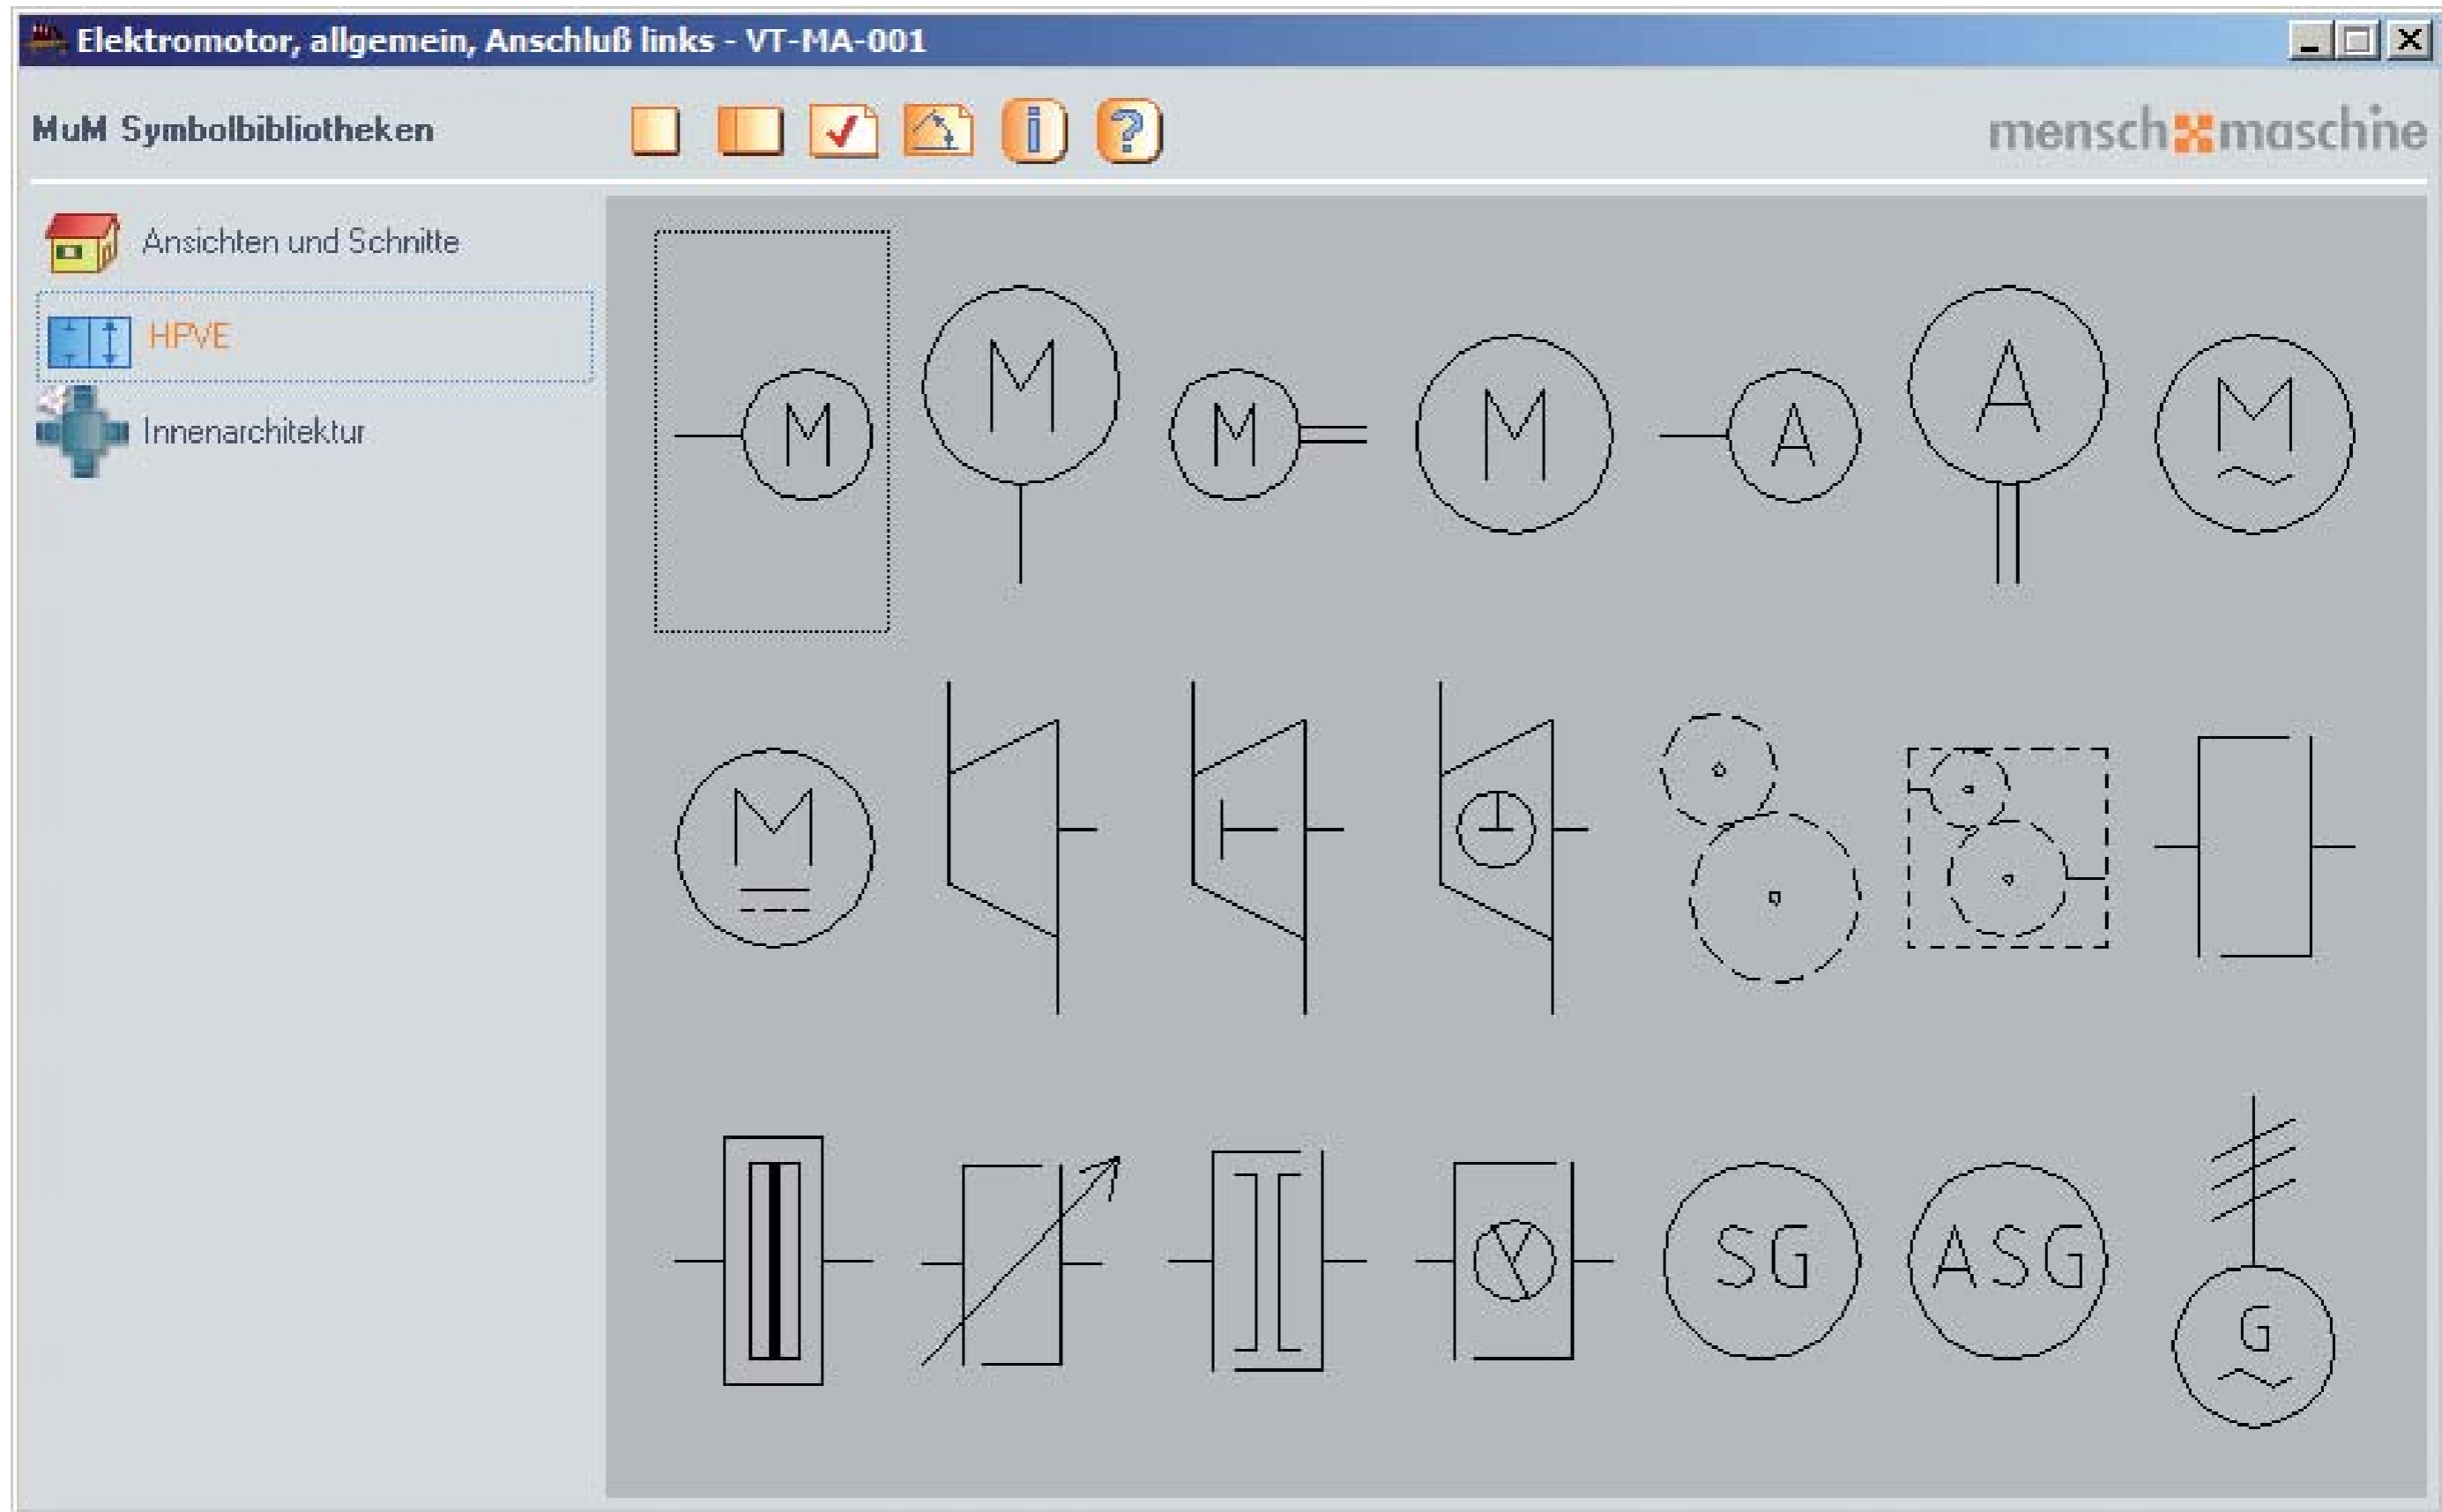 Elektromotor, allgemein, Anschluß links - VT-MA-001
MuM Symbolbibliotheken
i ?
mensch maschine
Ansichten und Schnitte
HPVE
Innenarchitektur
M M M M A A M
M
SG ASG G